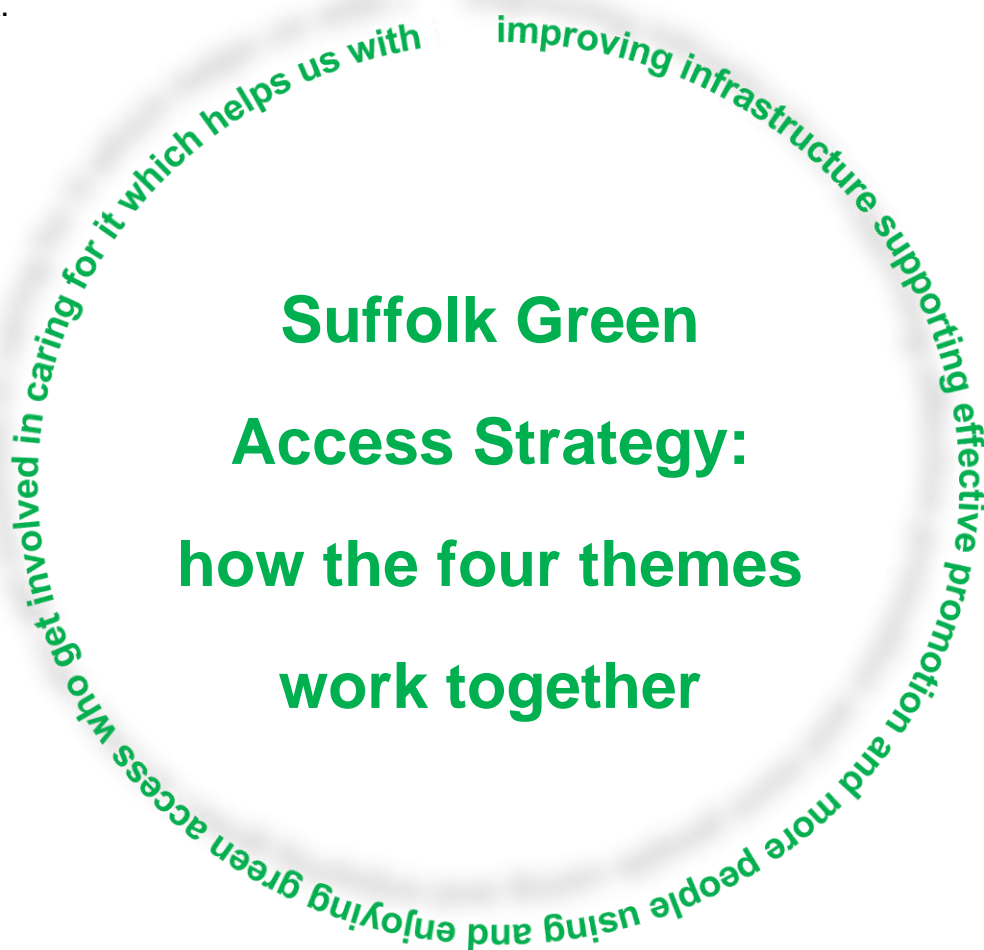 .
improving infrastructure supporting effective promotion and more people using and enjoying green access who get involved in caring for it which helps us with
Suffolk Green
Access Strategy:
how the four themes
work together